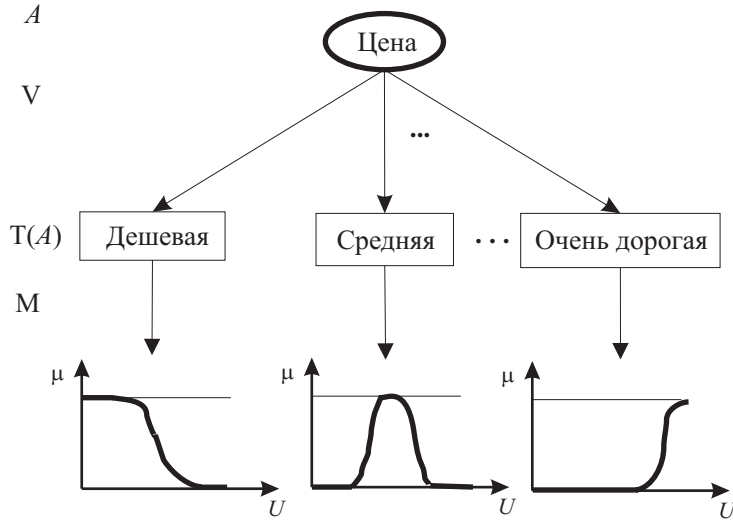 A
Цена
V
...
T(A)
Дешевая
Средняя
...
Очень дорогая
M
μ
μ
μ
U
U
U